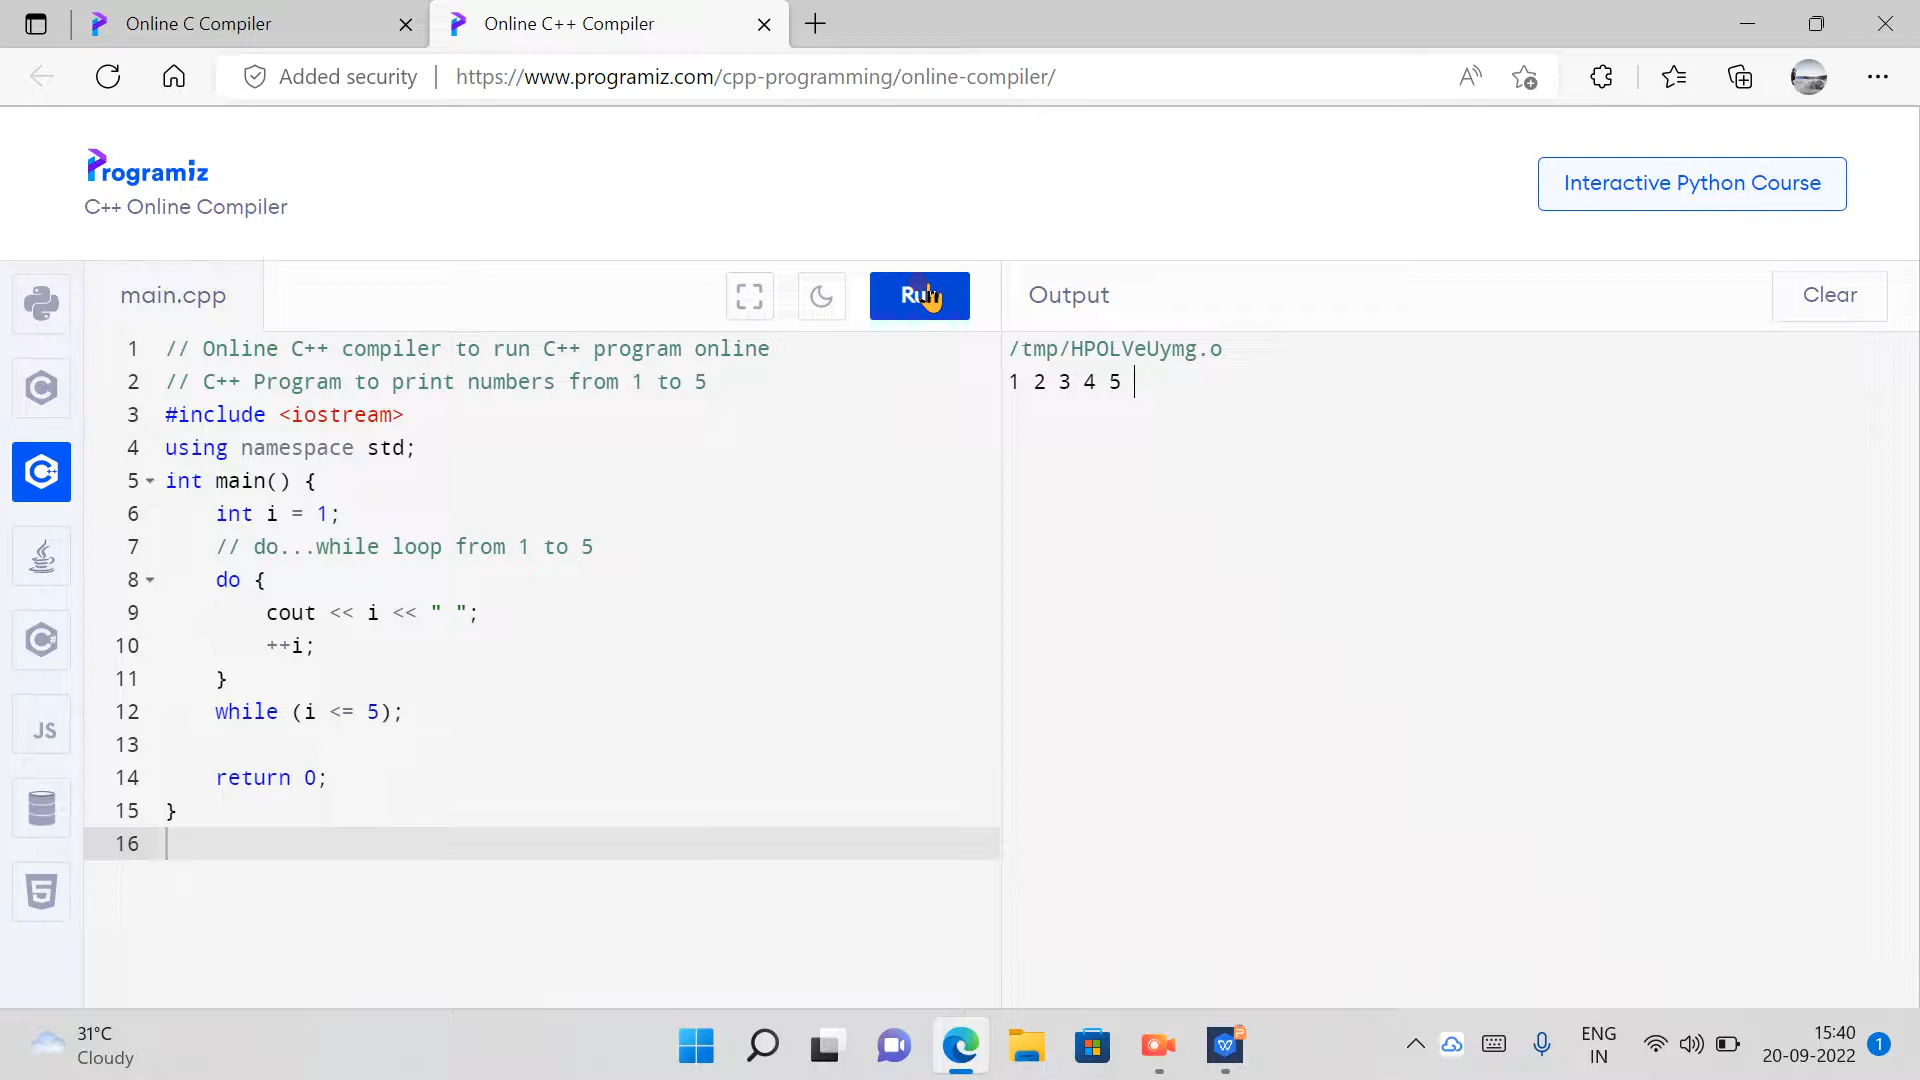 Online C Compiler
Online C++ Compiler
Added security
https://www.programiz.com/cpp-programming/online-compiler/
Programiz
C++ Online Compiler
Interactive Python Course
main.cpp
Run
Output
Clear
1 // Online C++ compiler to run C++ program online
2 // C++ Program to print numbers from 1 to 5
3 #include <iostream>
4 using namespace std;
5 int main() {
6 int i = 1;
7 // do...while loop from 1 to 5
8 do {
9 cout << i << " ";
10 ++i;
11 }
12 while (i <= 5);
13
14 return 0;
15 }
16
/tmp/HPOLVeUymg.o
1 2 3 4 5
JS
31°C
Cloudy
ENG
IN
15:40
20-09-2022
1